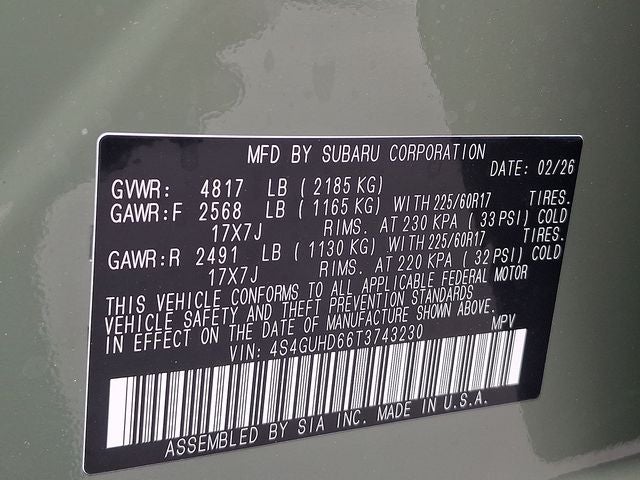 MFD BY SUBARU CORPORATION
DATE: 02/26
GVWR: 4817 LB ( 2185 KG)
GAWR:F 2568 LB ( 1165 KG) WITH 225/60R17 TIRES.
17X7J RIMS. AT 230 KPA ( 33 PSI) COLD
GAWR:R 2491 LB ( 1130 KG) WITH 225/60R17 TIRES.
17X7J RIMS. AT 220 KPA ( 32 PSI) COLD
THIS VEHICLE CONFORMS TO ALL APPLICABLE FEDERAL MOTOR
VEHICLE SAFETY AND THEFT PREVENTION STANDARDS
IN EFFECT ON THE DATE OF MANUFACTURE SHOWN ABOVE.
VIN: 4S4GUHD66T3743230 MPV
ASSEMBLED BY SIA INC. MADE IN U.S.A.